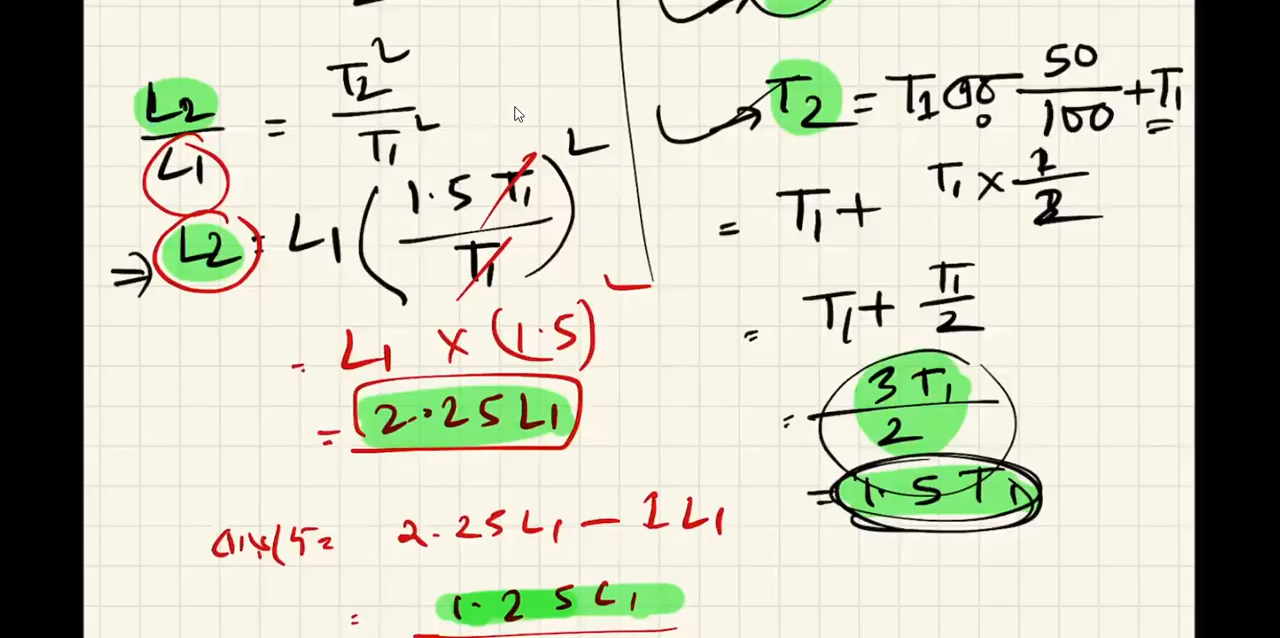 L2/L1 = T2²/T1²
⇒ L2 = L1 (1.5 T1/T1)²
= L1 × (1.5)²
= 2.25 L1
2.25 L1 − 1 L1
= 1.25 L1
T2 = T1 50/100 + T1
= T1 + T1 × 1/2
= T1 + T1/2
= 3T1/2
= 1.5 T1